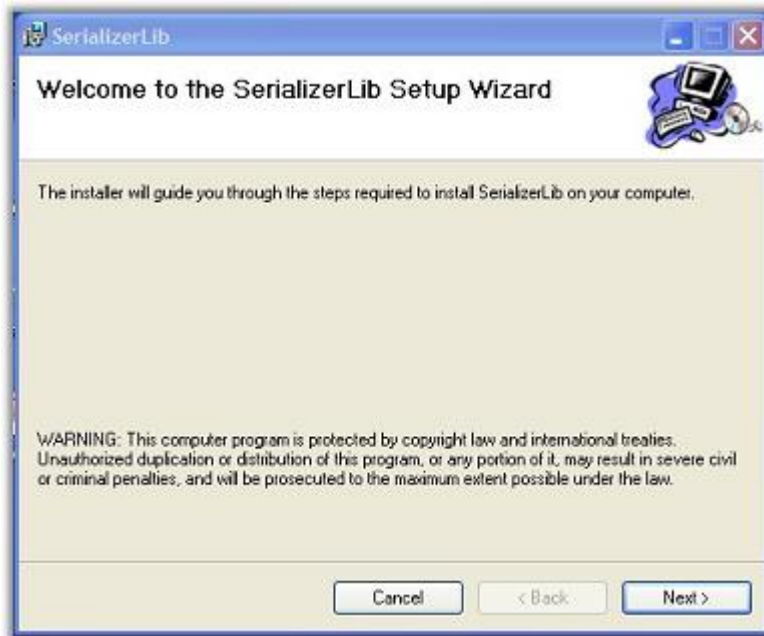 SerializerLib
Welcome to the SerializerLib Setup Wizard
The installer will guide you through the steps required to install SerializerLib on your computer.
WARNING: This computer program is protected by copyright law and international treaties.
Unauthorized duplication or distribution of this program, or any portion of it, may result in severe civil
or criminal penalties, and will be prosecuted to the maximum extent possible under the law.
Cancel < Back Next >